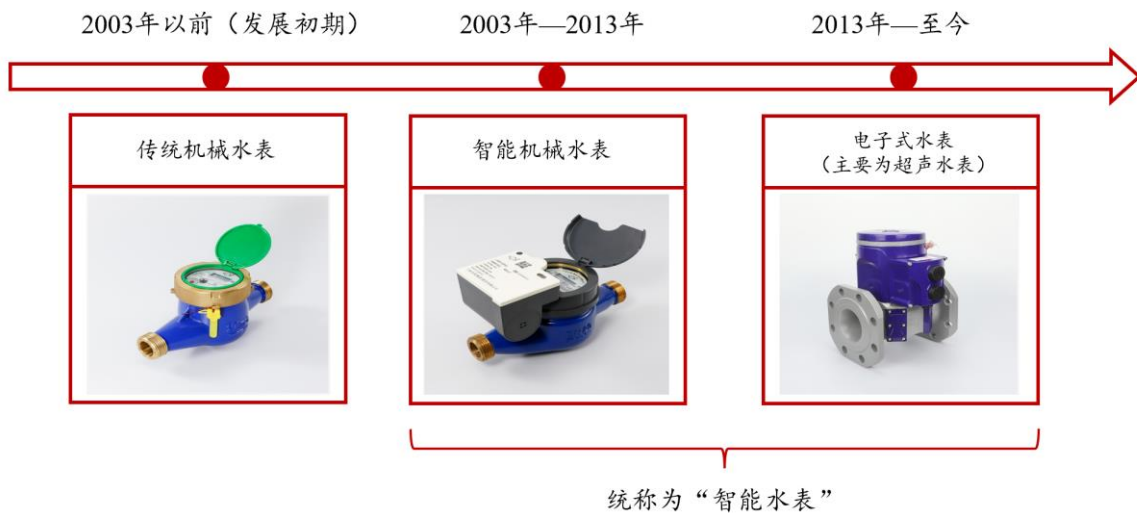 2003年以前（发展初期）
2003年—2013年
2013年—至今
传统机械水表
智能机械水表
电子式水表
（主要为超声水表）
统称为“智能水表”